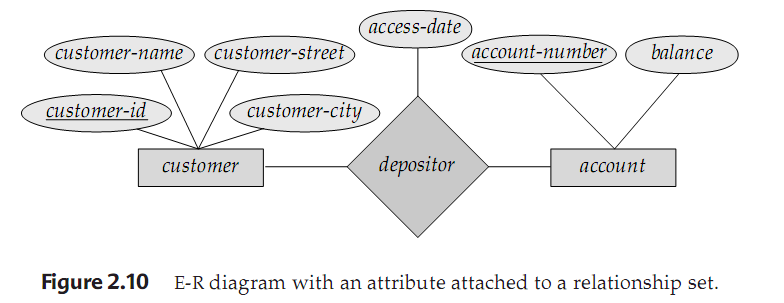 access-date
customer-name
customer-street
account-number
balance
customer-id
customer-city
customer
depositor
account
Figure 2.10 E-R diagram with an attribute attached to a relationship set.